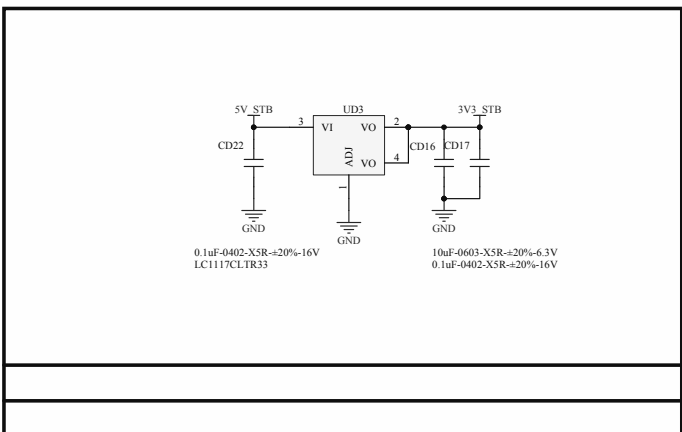 5V_STB
UD3
3V3_STB
3
VI
VO
2
CD22
ADJ
VO
4
CD16
CD17
1
GND
GND
GND
0.1uF-0402-X5R-±20%-16V
LC1117CLTR33
10uF-0603-X5R-±20%-6.3V
0.1uF-0402-X5R-±20%-16V